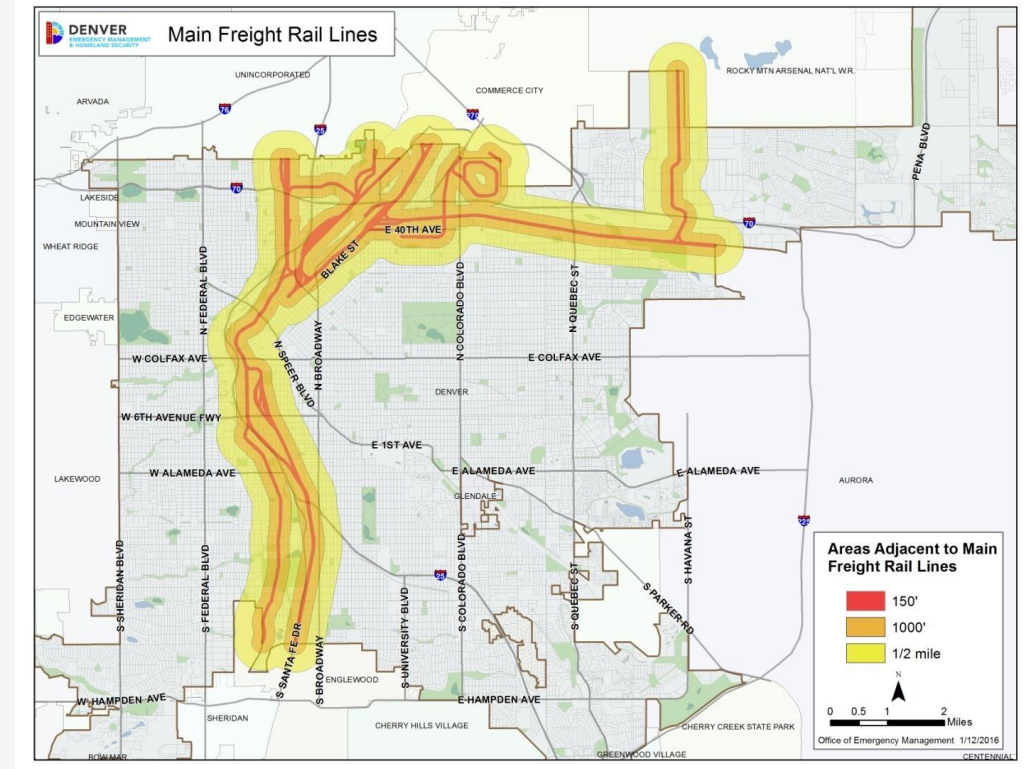 DENVER
EMERGENCY MANAGEMENT
& HOMELAND SECURITY
Main Freight Rail Lines
UNINCORPORATED
ROCKY MTN ARSENAL NAT'L W.R.
COMMERCE CITY
ARVADA
76
270
25
PENA BLVD
70
LAKESIDE
MOUNTAIN VIEW
70
E 40TH AVE
WHEAT RIDGE
BLAKE ST
N FEDERAL BLVD
N COLORADO BLVD
N QUEBEC ST
EDGEWATER
N BROADWAY
N SPEER BLVD
W COLFAX AVE
E COLFAX AVE
DENVER
W 6TH AVENUE FWY
E 1ST AVE
W ALAMEDA AVE
E ALAMEDA AVE
E ALAMEDA AVE
LAKEWOOD
AURORA
GLENDALE
225
S HAVANA ST
S SHERIDAN BLVD
S FEDERAL BLVD
S COLORADO BLVD
25
S QUEBEC ST
S UNIVERSITY BLVD
S PARKER RD
S SANTA FE DR
S BROADWAY
ENGLEWOOD
W HAMPDEN AVE
E HAMPDEN AVE
SHERIDAN
CHERRY HILLS VILLAGE
CHERRY CREEK STATE PARK
BOW MAR
GREENWOOD VILLAGE
CENTENNIAL
Areas Adjacent to Main
Freight Rail Lines
150'
1000'
1/2 mile
N
0 0.5 1 2
Miles
Office of Emergency Management 1/12/2016